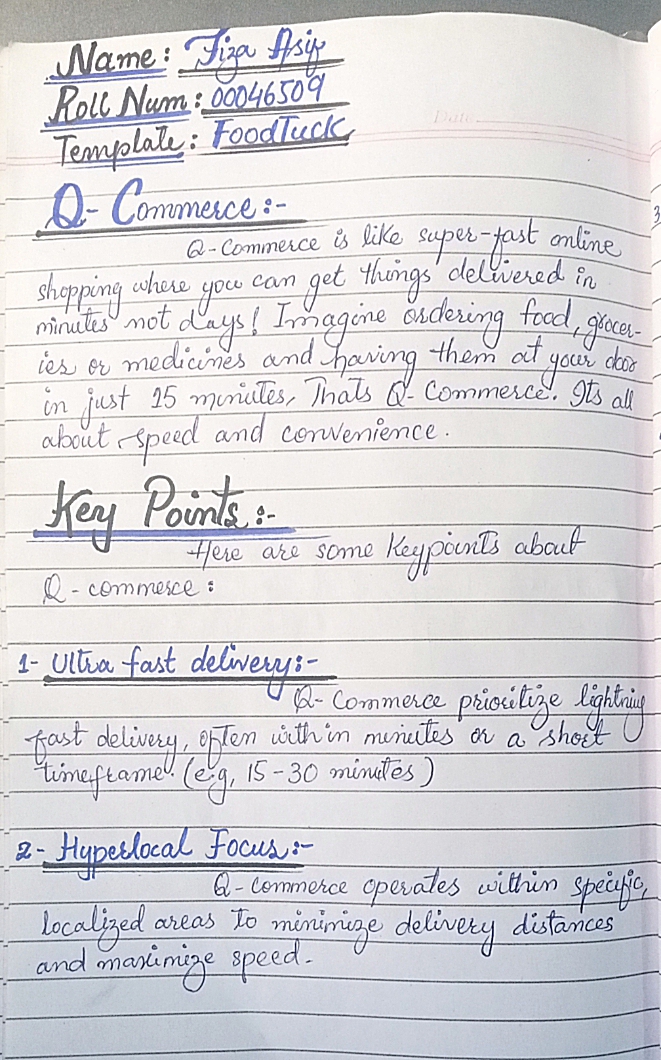 Name: Fiza Asif
Roll Num: 00046509
Date
Template: FoodTuck
Q- Commerce:-
Q-Commerce is like super-fast online
shopping where you can get things delivered in
minutes not days! Imagine ordering food, grocer-
ies or medicines and having them at your door
in just 15 minutes, Thats Q- Commerce. Its all
about speed and convenience.
Key Points:-
Here are some Keypoints about
Q - commerce:
1- Ultra fast delivery:-
Q- Commerce prioritize lightning
fast delivery, often within minutes or a short
timeframe. (e.g, 15-30 minutes)
2- Hyperlocal Focus:-
Q-Commerce operates within specific,
localized areas to minimize delivery distances
and maximize speed.
3